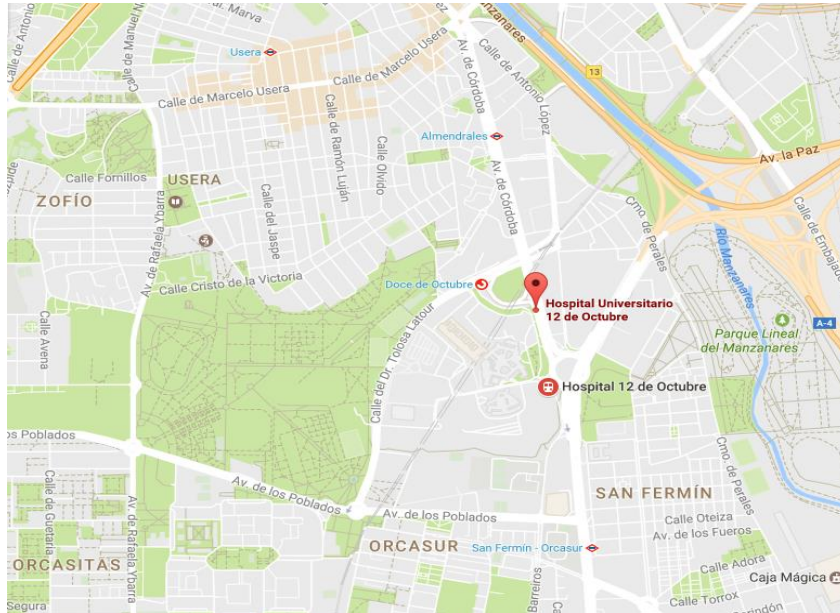 Calle de Antonio
Calle de Manuel N
Marva
Usera
Calle de Marcelo Usera
Calle de Marcelo Usera
Av. de Córdoba
Calle de Antonio López
Manzanares
13
Almendrales
Av. la Paz
Calle de Ramón Luján
Calle Olvido
Calle Fornillos
USERA
ZOFÍO
Calle del Jaspe
Av. de Rafaela Ybarra
Av. de Córdoba
Cmo. de Perales
Río Manzanares
Calle de Embajado
Calle Cristo de la Victoria
Doce de Octubre
Hospital Universitario
12 de Octubre
A-4
Parque Lineal
del Manzanares
Calle Avena
Calle del Dr. Tolosa Latour
Hospital 12 de Octubre
os Poblados
Av. de los Poblados
Calle de Guetaria
Av. de Rafaela Ybarra
Av. de los Poblados
SAN FERMÍN
Cmo. de Perales
Calle Oteiza
Av. de los Fueros
ORCASUR
San Fermín - Orcasur
ORCASITAS
Calle Adora
Caja Mágica
Barreiros
Calle Torrox
Segura